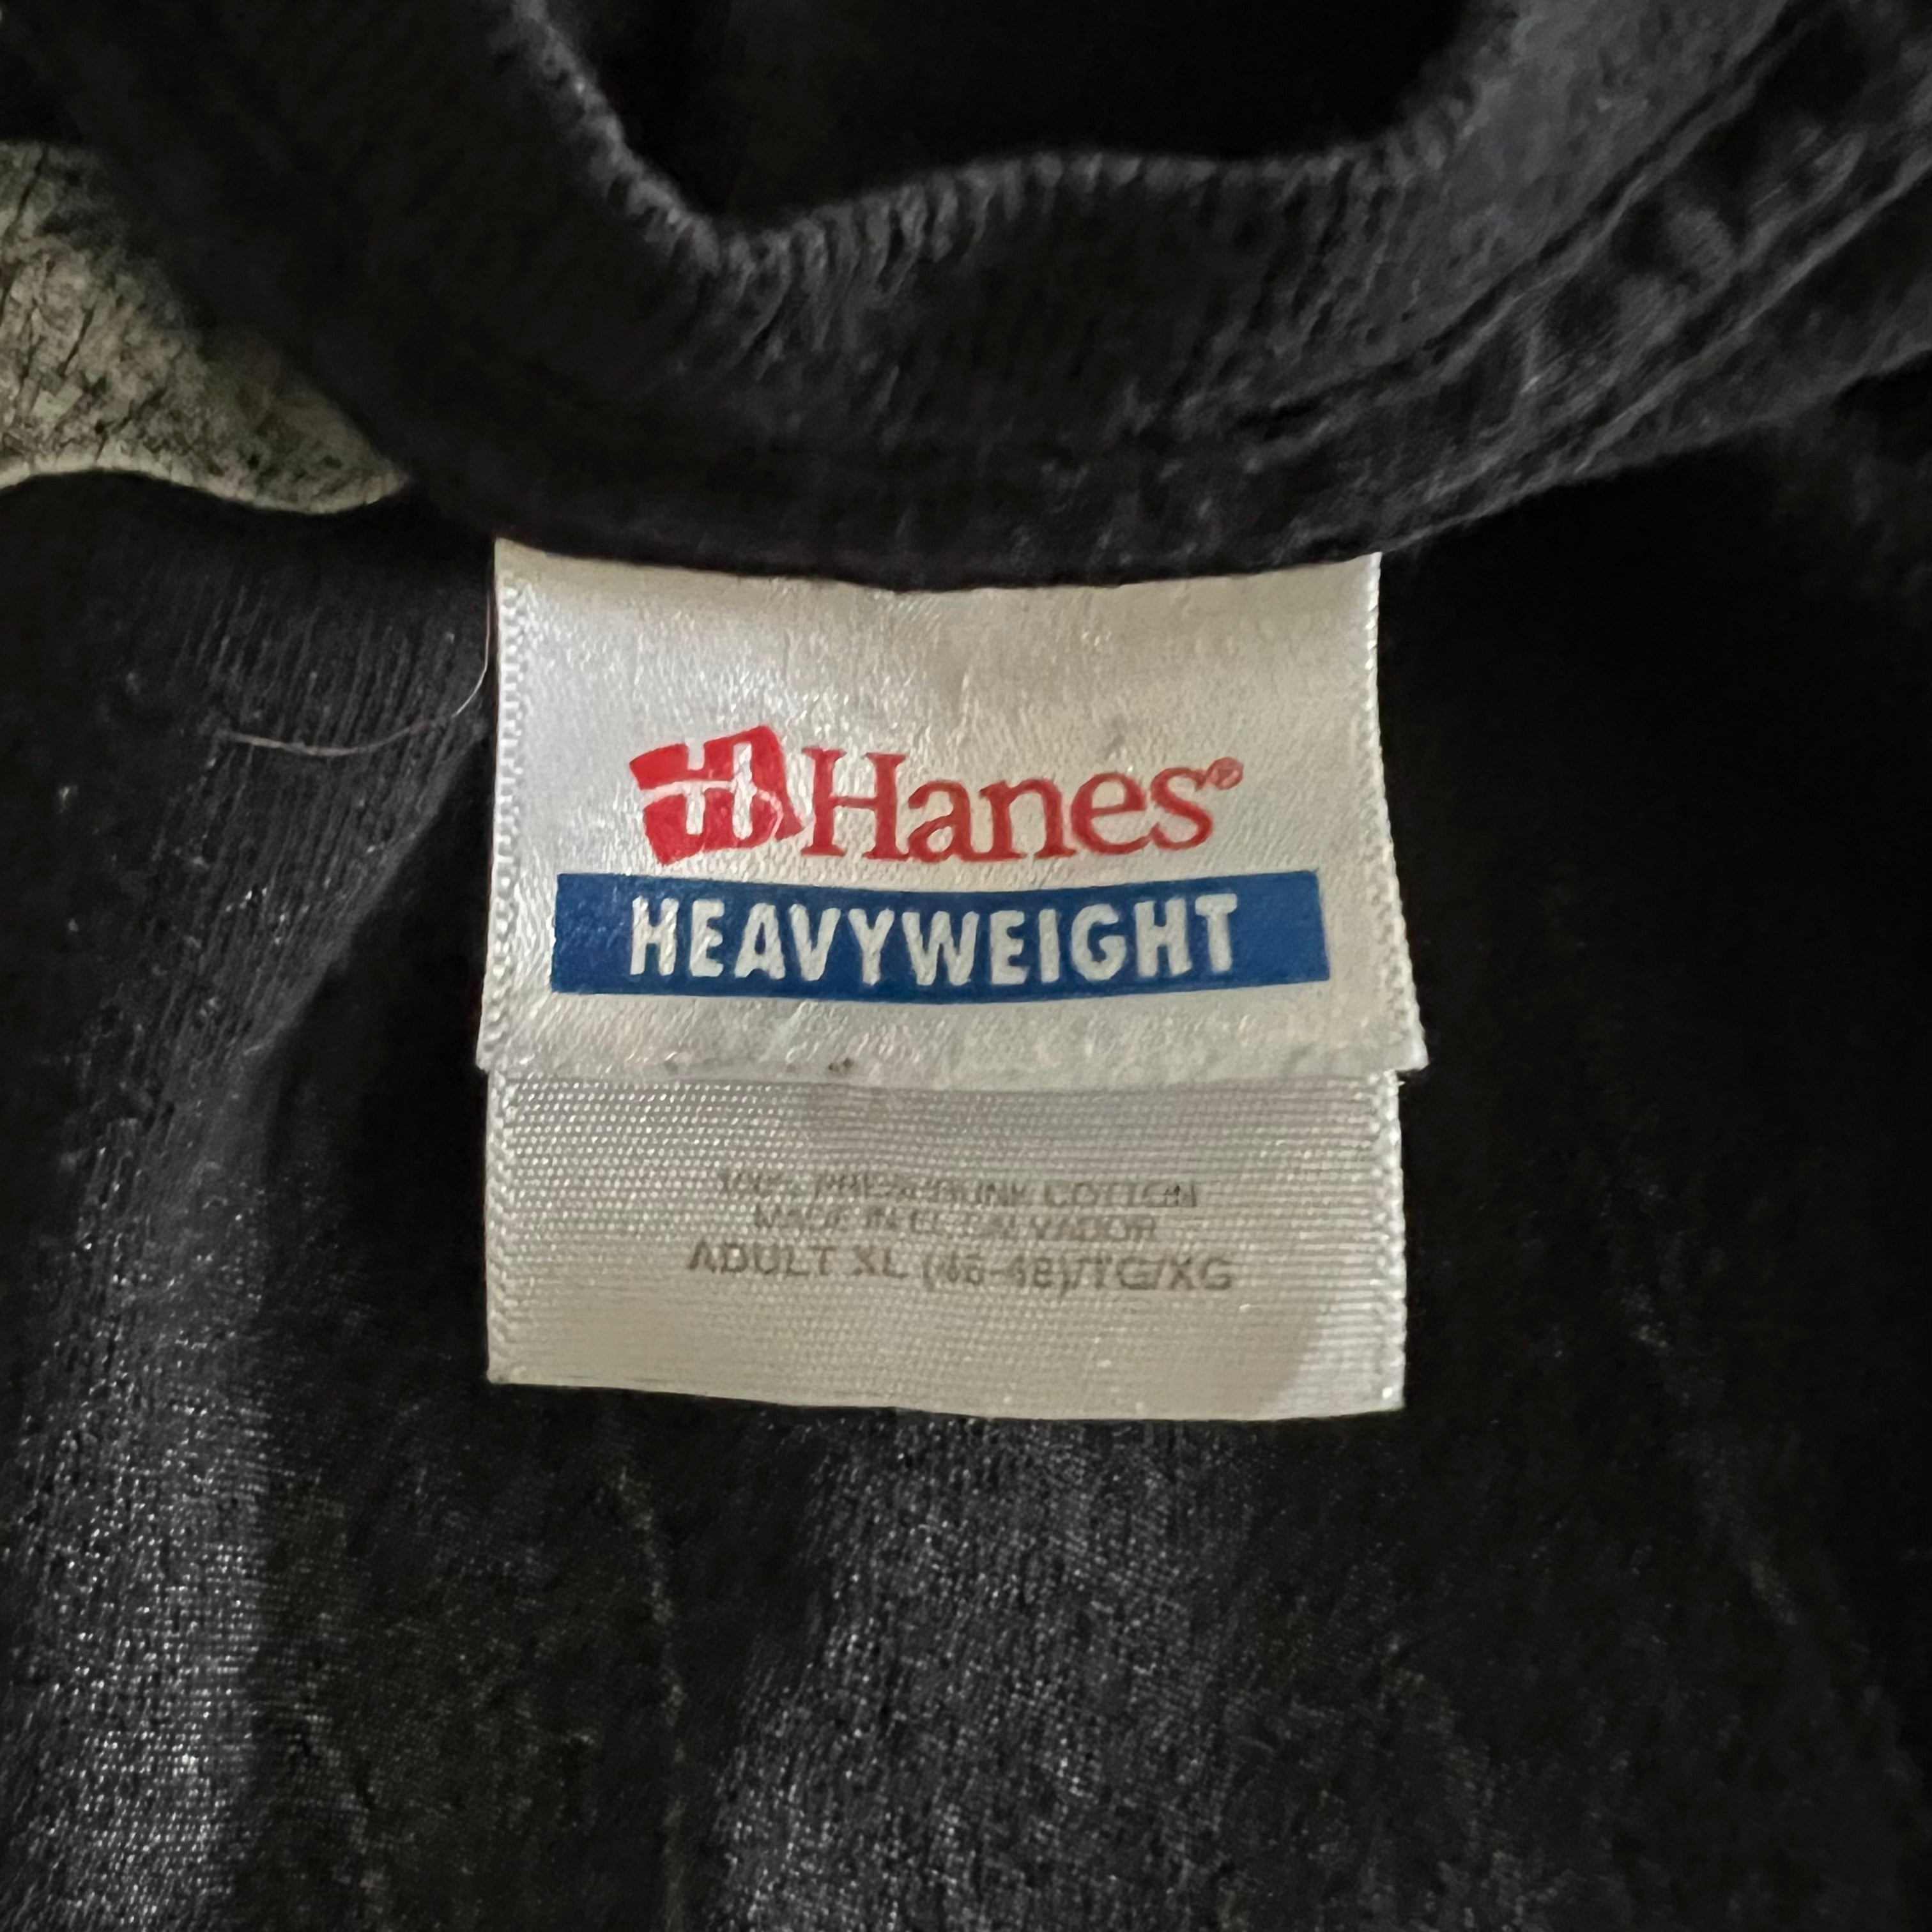 Hanes®
HEAVYWEIGHT
100% PRESHRUNK COTTON
MADE IN EL SALVADOR
ADULT XL (46-48)/TG/XG